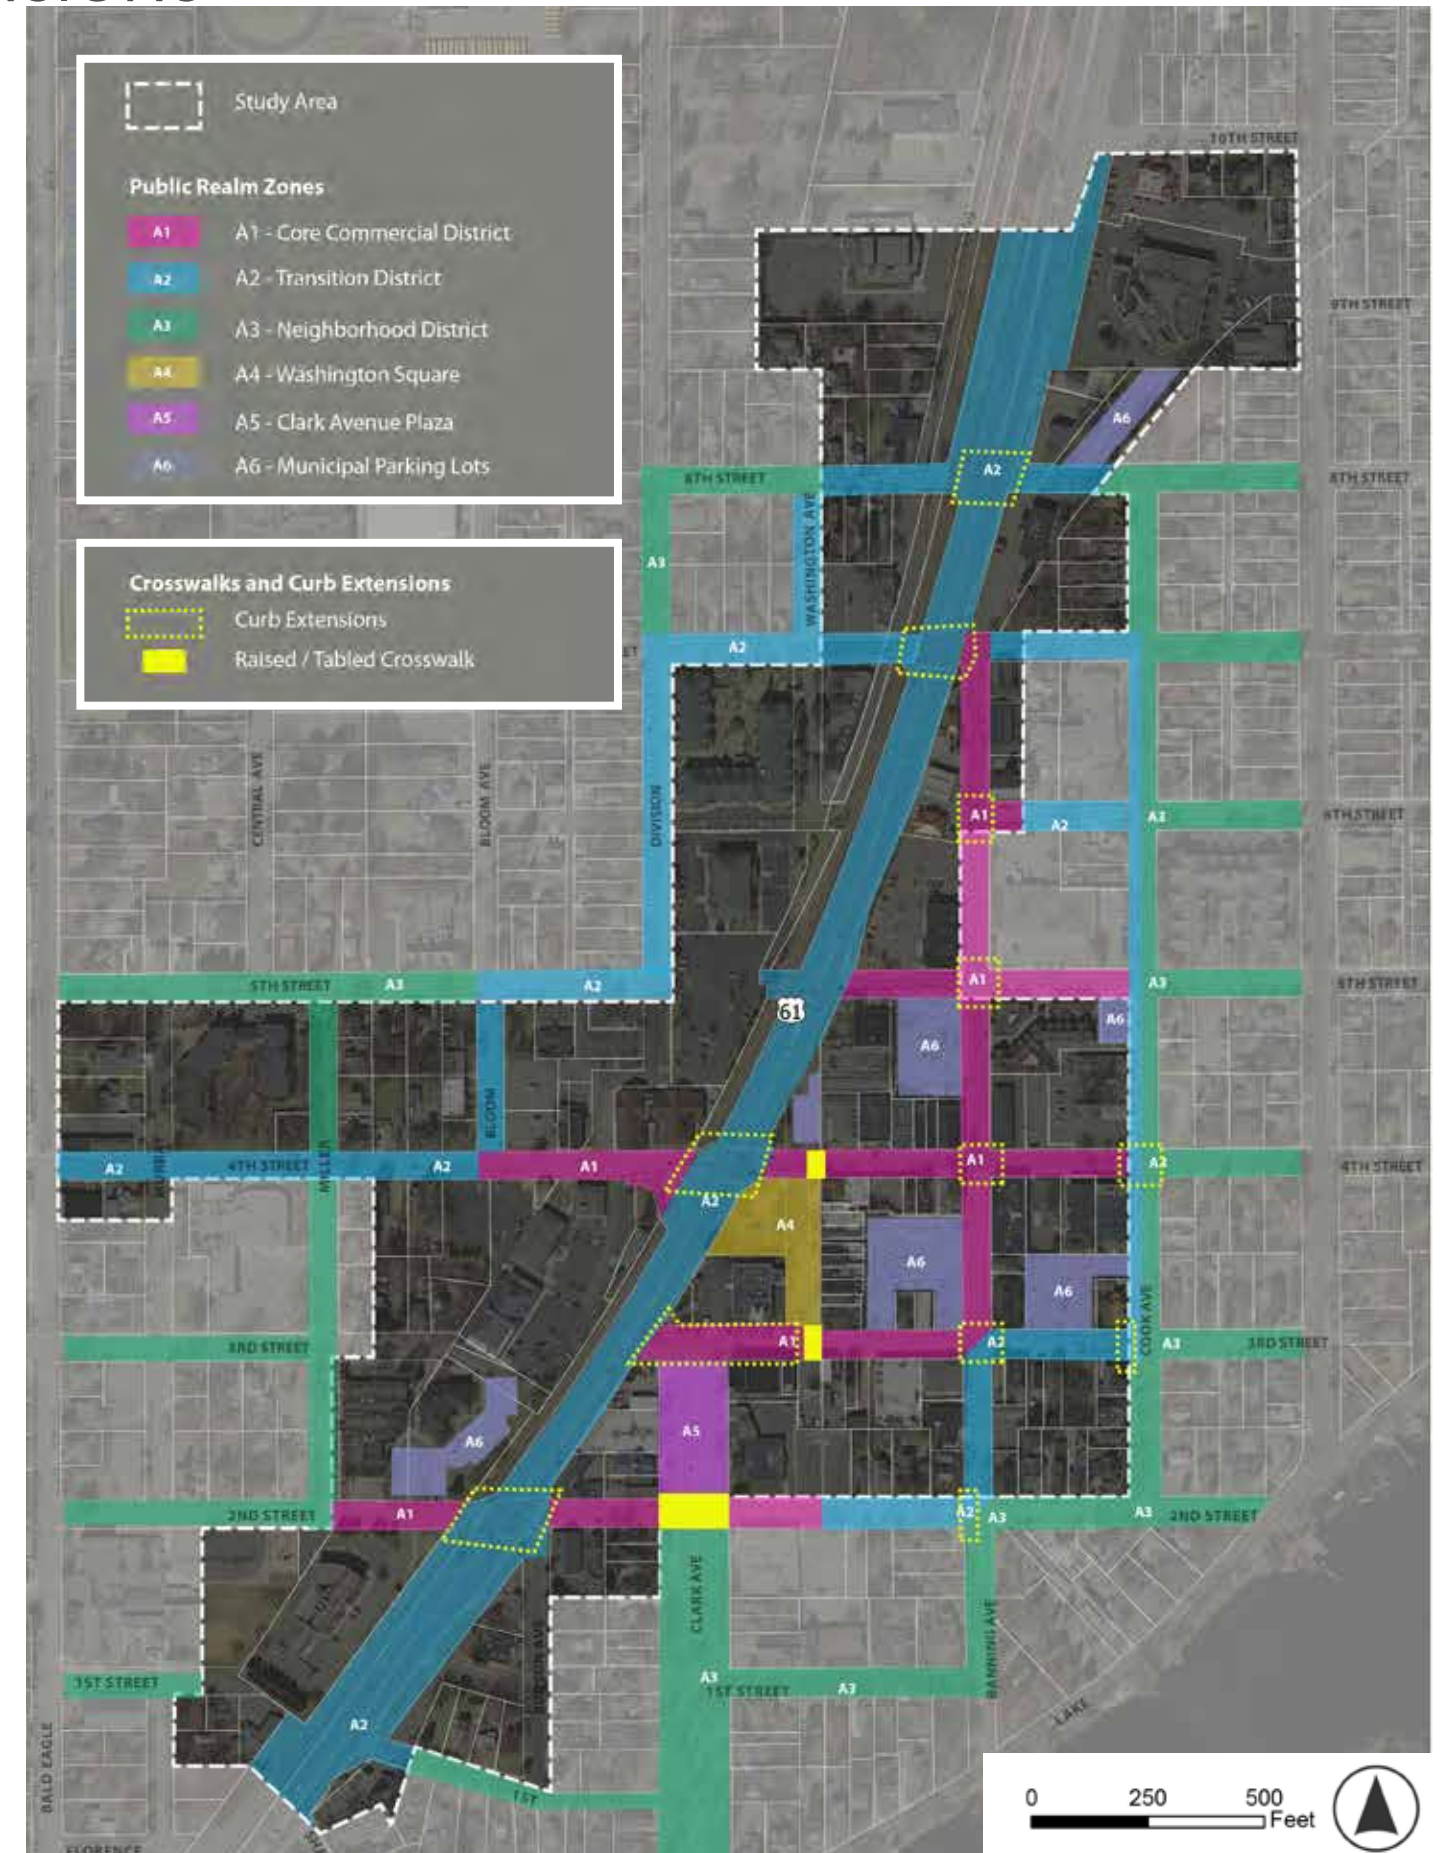 Study Area
Public Realm Zones
A1 A1 - Core Commercial District
A2 A2 - Transition District
A3 A3 - Neighborhood District
A4 A4 - Washington Square
A5 A5 - Clark Avenue Plaza
A6 A6 - Municipal Parking Lots
Crosswalks and Curb Extensions
Curb Extensions
Raised / Tabled Crosswalk
10TH STREET
9TH STREET
A6
8TH STREET
A2
8TH STREET
WASHINGTON AVE
A3
A2
CENTRAL AVE
BLOOM AVE
DIVISION
A1
A2
A3
6TH STREET
5TH STREET
A3
A2
A1
A3
5TH STREET
61
A6
A6
BLOOM
A2
MURRAY
4TH STREET
MILLER
A2
A1
A1
A2
4TH STREET
A2
A4
A6
A6
COOK AVE
3RD STREET
A1
A2
A3
3RD STREET
A5
A6
2ND STREET
A1
A2
A3
A3
2ND STREET
CLARK AVE
BANNING AVE
1ST STREET
A3
1ST STREET
A3
LAKE
A2
BALD EAGLE
1ST
FLORENCE
0 250 500
Feet